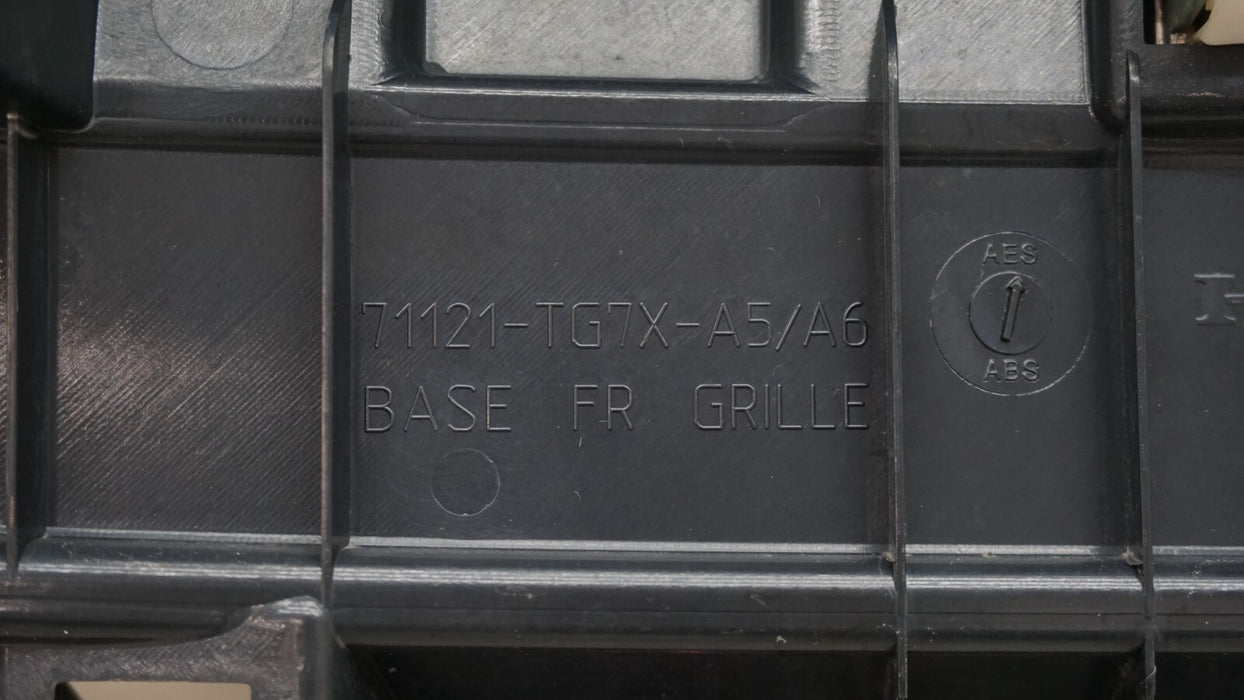 71121-TG7X-A5/A6
BASE FR GRILLE
AES
ABS